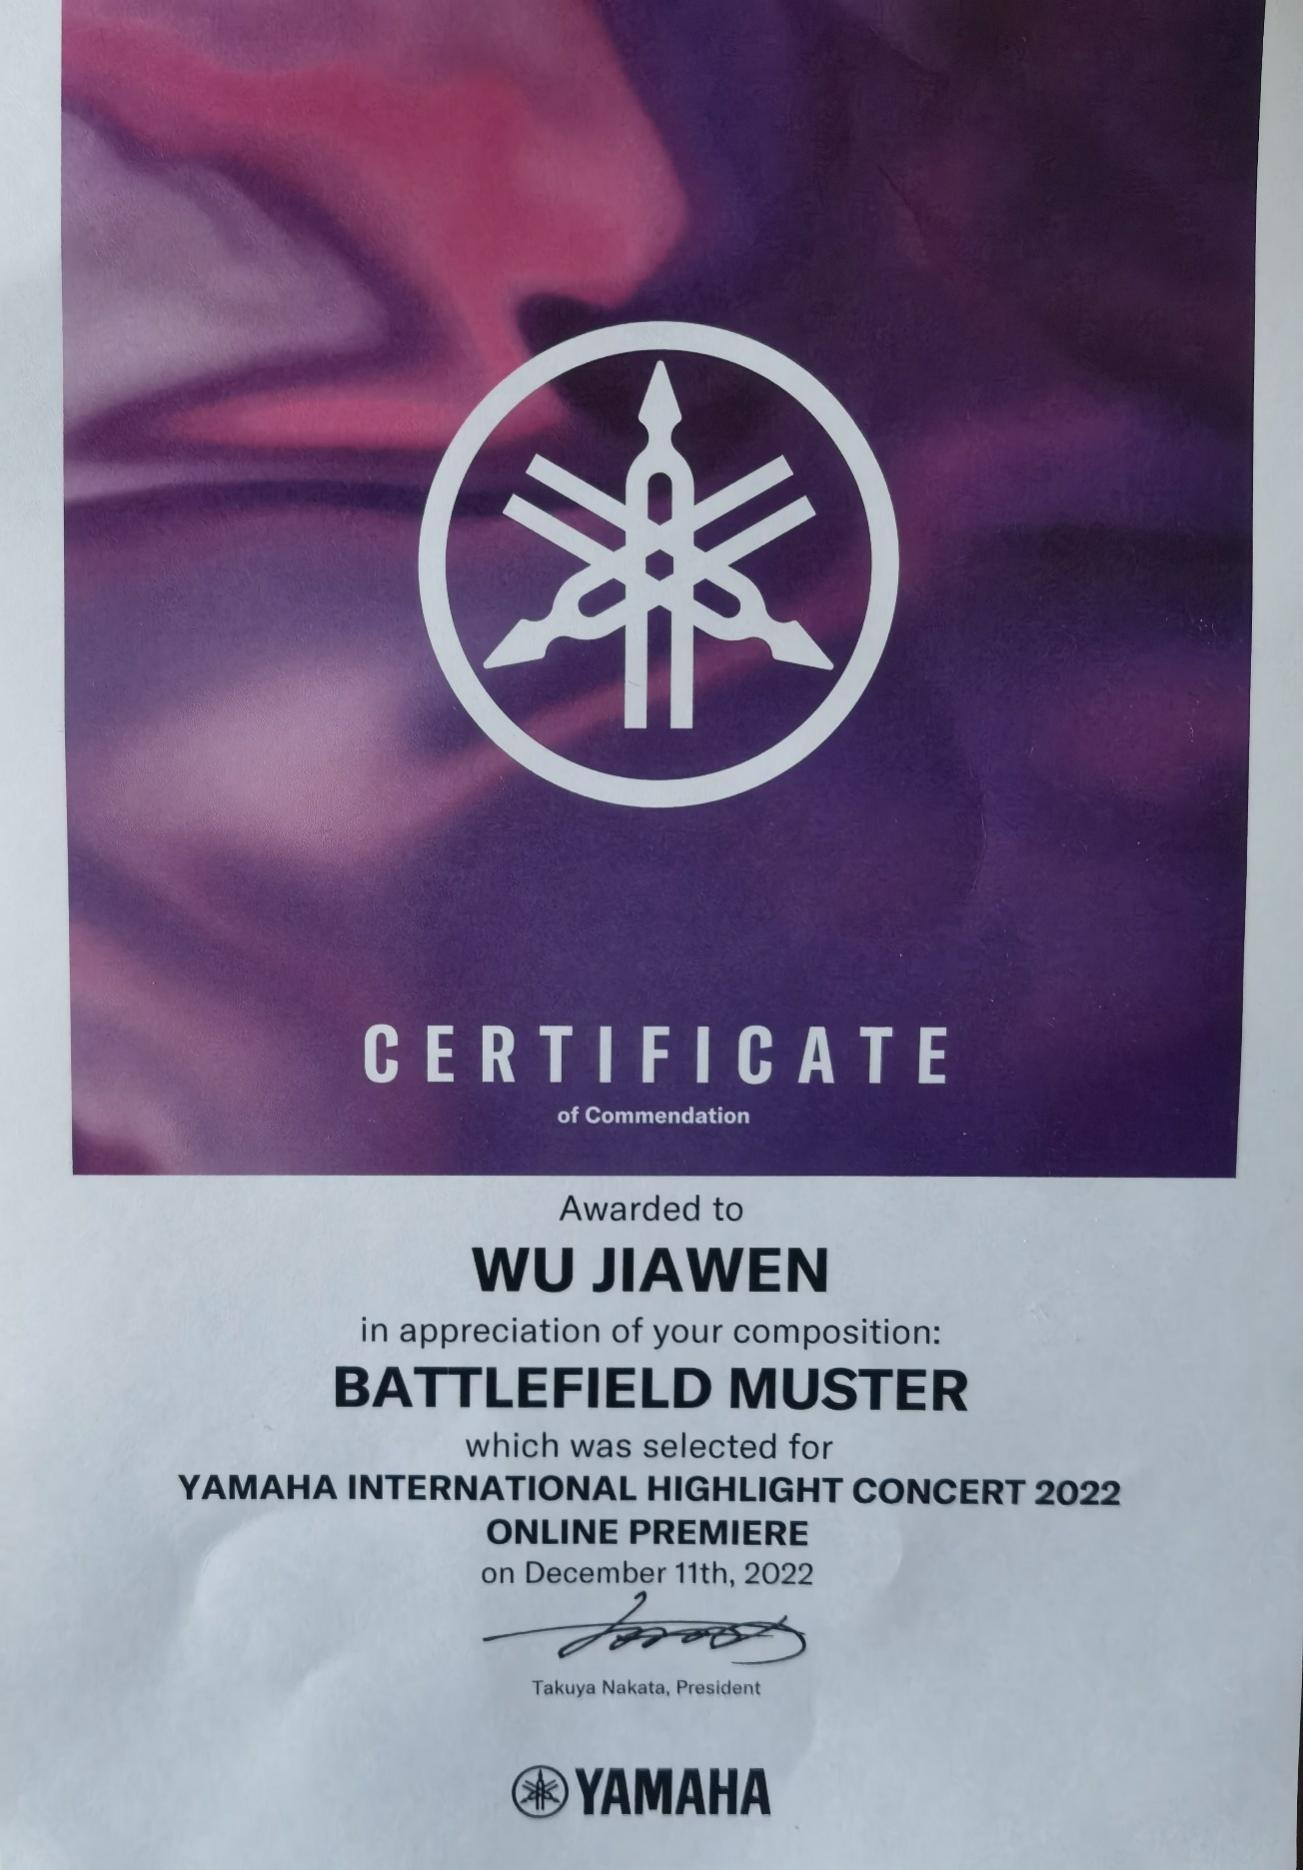 CERTIFICATE
of Commendation
Awarded to
WU JIAWEN
in appreciation of your composition:
BATTLEFIELD MUSTER
which was selected for
YAMAHA INTERNATIONAL HIGHLIGHT CONCERT 2022
ONLINE PREMIERE
on December 11th, 2022
Takuya Nakata, President
YAMAHA